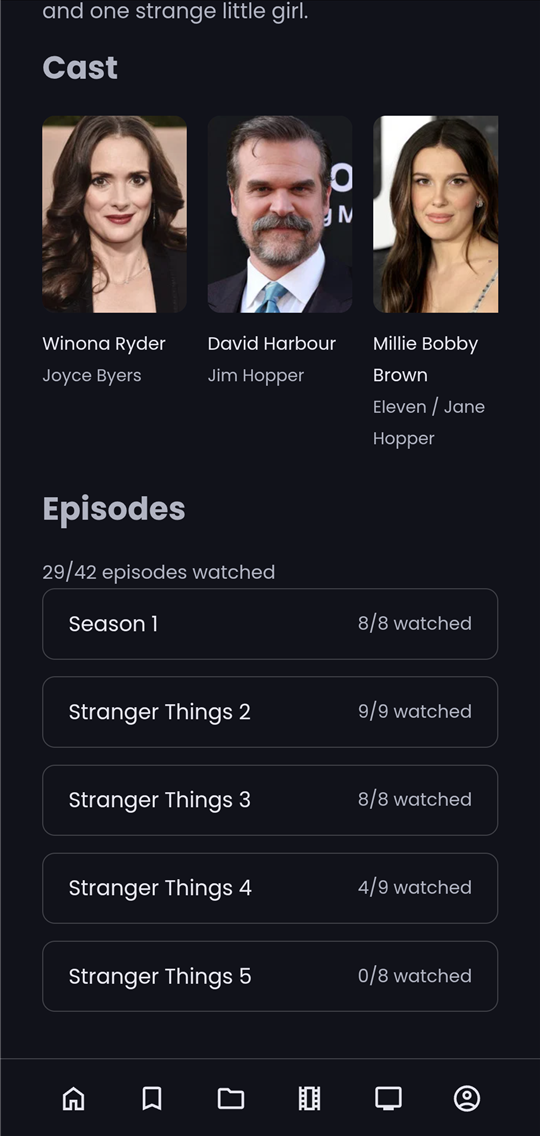 and one strange little girl.
Cast
Winona Ryder
Joyce Byers
David Harbour
Jim Hopper
Millie Bobby
Brown
Eleven / Jane
Hopper
Episodes
29/42 episodes watched
Season 1 8/8 watched
Stranger Things 2 9/9 watched
Stranger Things 3 8/8 watched
Stranger Things 4 4/9 watched
Stranger Things 5 0/8 watched